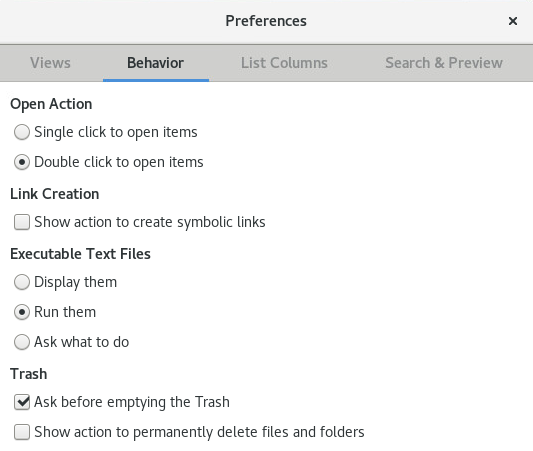 Preferences
Views Behavior List Columns Search & Preview
Open Action
Single click to open items
Double click to open items
Link Creation
Show action to create symbolic links
Executable Text Files
Display them
Run them
Ask what to do
Trash
Ask before emptying the Trash
Show action to permanently delete files and folders